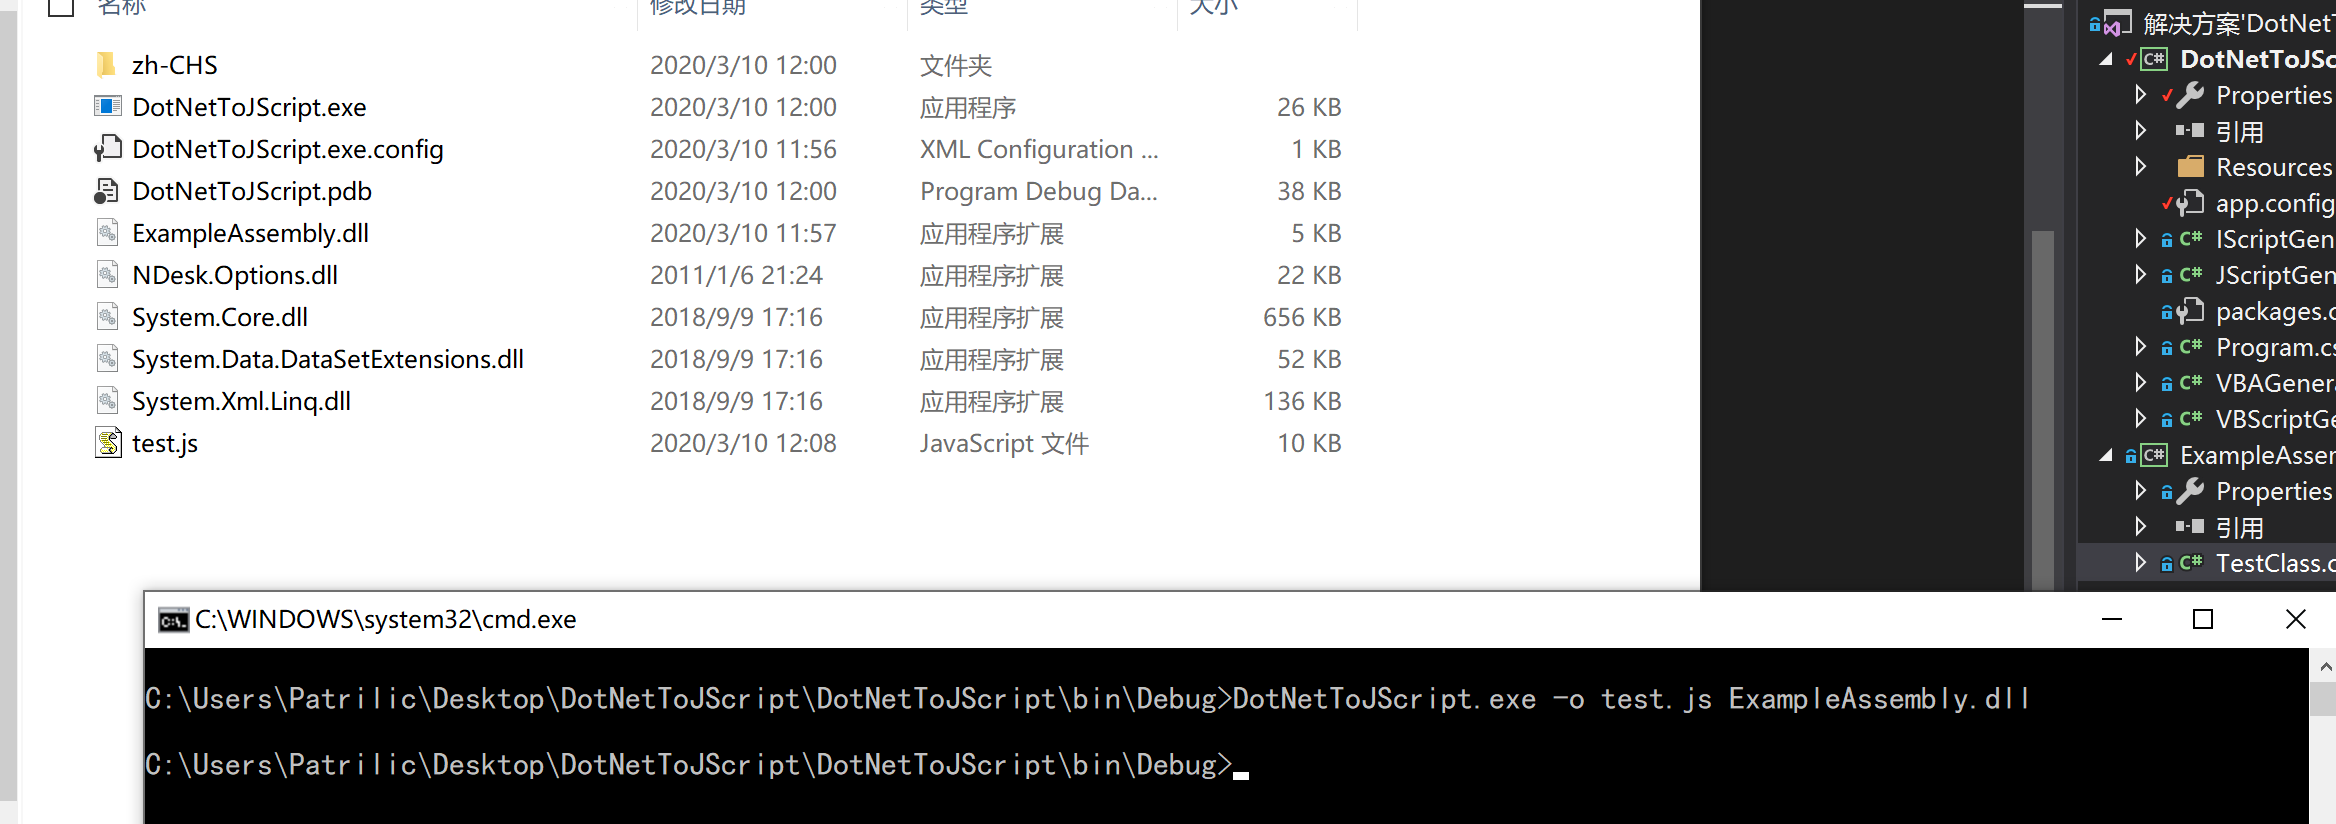 名称 修改日期 类型 大小
zh-CHS 2020/3/10 12:00 文件夹
DotNetToJScript.exe 2020/3/10 12:00 应用程序 26 KB
DotNetToJScript.exe.config 2020/3/10 11:56 XML Configuration ... 1 KB
DotNetToJScript.pdb 2020/3/10 12:00 Program Debug Da... 38 KB
ExampleAssembly.dll 2020/3/10 11:57 应用程序扩展 5 KB
NDesk.Options.dll 2011/1/6 21:24 应用程序扩展 22 KB
System.Core.dll 2018/9/9 17:16 应用程序扩展 656 KB
System.Data.DataSetExtensions.dll 2018/9/9 17:16 应用程序扩展 52 KB
System.Xml.Linq.dll 2018/9/9 17:16 应用程序扩展 136 KB
test.js 2020/3/10 12:08 JavaScript 文件 10 KB
解决方案'DotNetT
C# DotNetToJSc
Properties
引用
Resources
app.config
C# IScriptGen
C# JScriptGen
packages.c
C# Program.cs
C# VBAGenera
C# VBScriptGe
C# ExampleAssem
Properties
引用
C# TestClass.c
C:\WINDOWS\system32\cmd.exe
C:\Users\Patrilic\Desktop\DotNetToJScript\DotNetToJScript\bin\Debug>DotNetToJScript.exe -o test.js ExampleAssembly.dll
C:\Users\Patrilic\Desktop\DotNetToJScript\DotNetToJScript\bin\Debug>